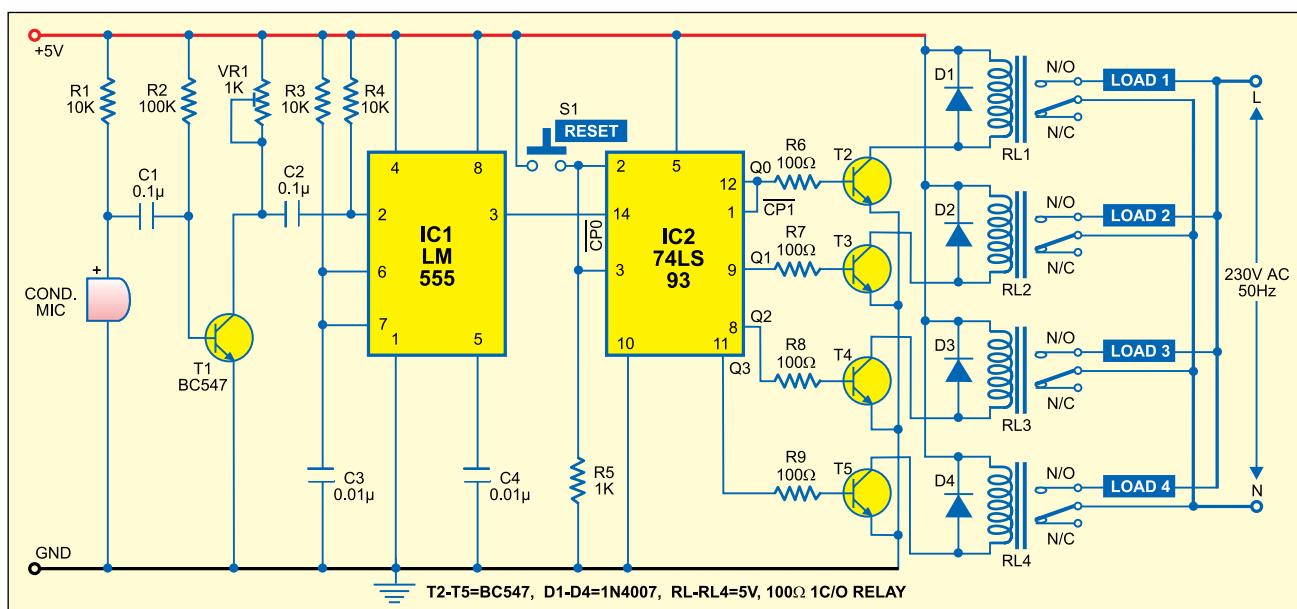 +5V
R1
10K
R2
100K
VR1
1K
R3
10K
R4
10K
C1
0.1µ
C2
0.1µ
+
COND.
MIC
T1
BC547
4
8
2
3
6
7
1
5
IC1
LM
555
C3
0.01µ
C4
0.01µ
S1
RESET
CP0
R5
1K
2
5
14
3
10
12
1
9
8
11
IC2
74LS
93
Q0
CP1
Q1
Q2
Q3
R6
100Ω
R7
100Ω
R8
100Ω
R9
100Ω
T2
T3
T4
T5
D1
D2
D3
D4
RL1
RL2
RL3
RL4
N/O
LOAD 1
N/C
N/O
LOAD 2
N/C
N/O
LOAD 3
N/C
N/O
LOAD 4
N/C
L
230V AC
50Hz
N
GND
T2-T5=BC547, D1-D4=1N4007, RL-RL4=5V, 100Ω 1C/O RELAY